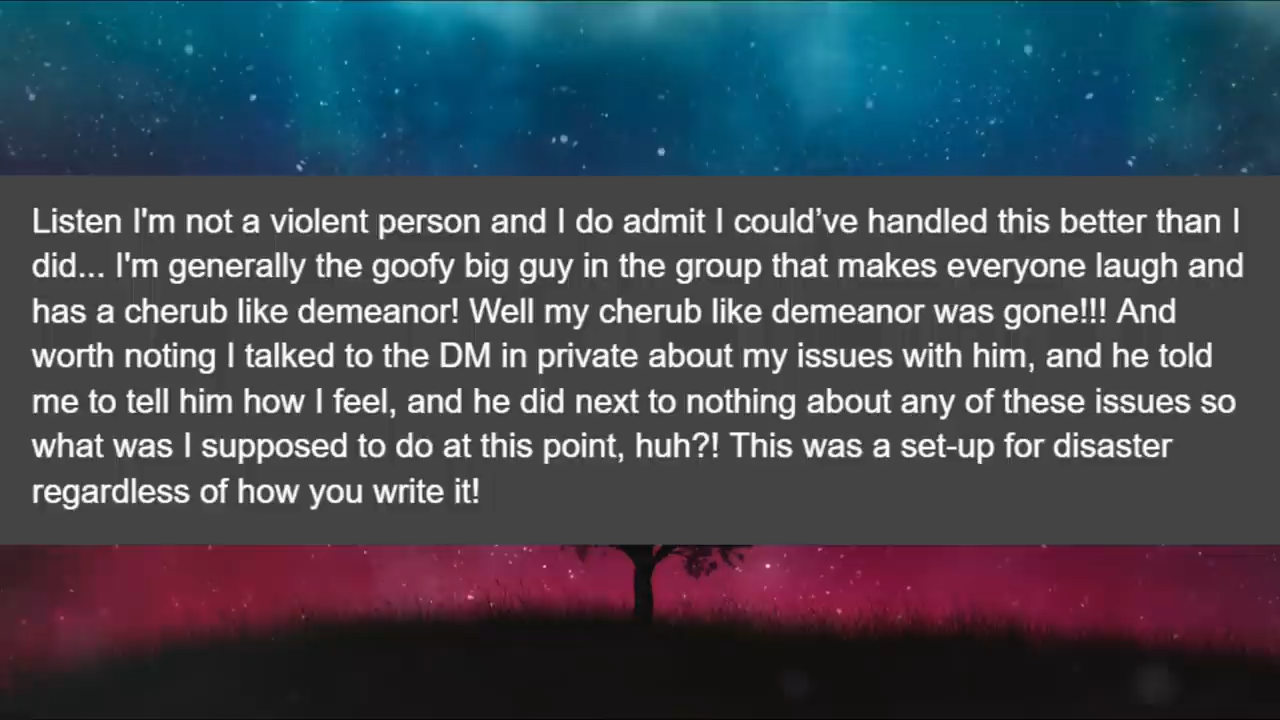 Listen I'm not a violent person and I do admit I could’ve handled this better than I
did... I'm generally the goofy big guy in the group that makes everyone laugh and
has a cherub like demeanor! Well my cherub like demeanor was gone!!! And
worth noting I talked to the DM in private about my issues with him, and he told
me to tell him how I feel, and he did next to nothing about any of these issues so
what was I supposed to do at this point, huh?! This was a set-up for disaster
regardless of how you write it!